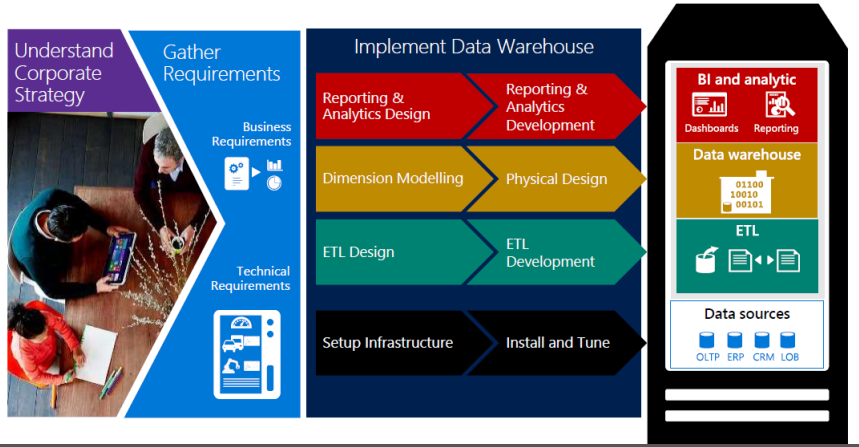 Understand
Corporate
Strategy
Gather
Requirements
Business
Requirements
Technical
Requirements
Implement Data Warehouse
Reporting &
Analytics Design
Reporting &
Analytics
Development
Dimension Modelling
Physical Design
ETL Design
ETL
Development
Setup Infrastructure
Install and Tune
BI and analytic
Dashboards Reporting
Data warehouse
01100
10010
00101
ETL
Data sources
OLTP ERP CRM LOB